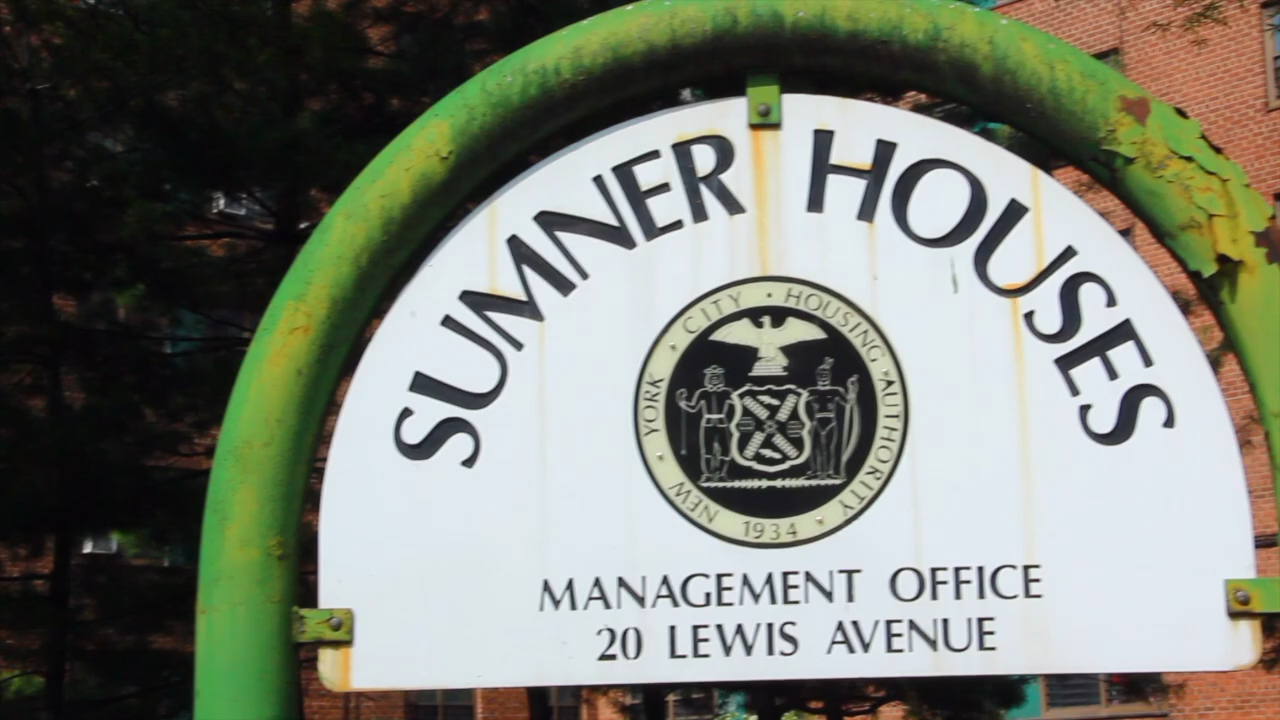 SUMNER HOUSES
NEW YORK CITY HOUSING AUTHORITY
1934
MANAGEMENT OFFICE
20 LEWIS AVENUE